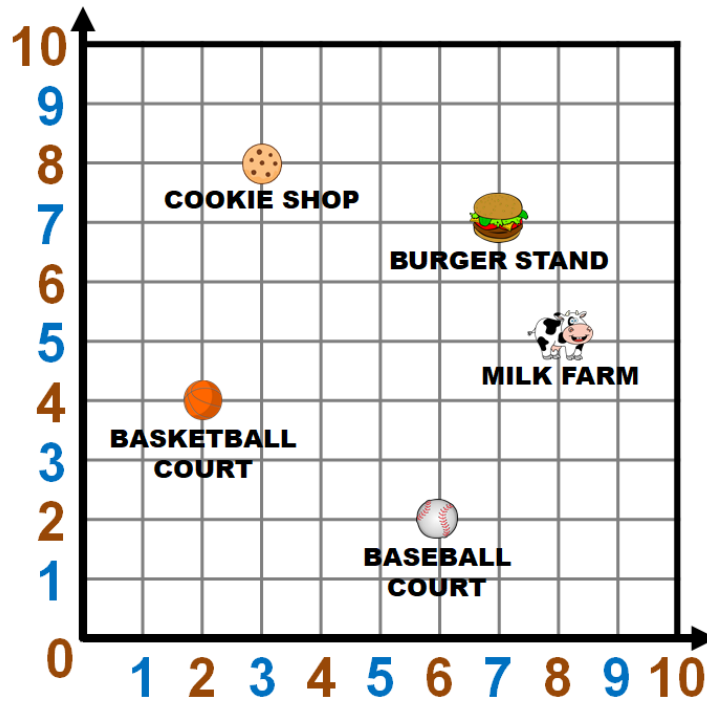 10
9
8
COOKIE SHOP
7
BURGER STAND
6
5
MILK FARM
4
BASKETBALL
COURT
3
2
BASEBALL
COURT
1
0
1 2 3 4 5 6 7 8 9 10